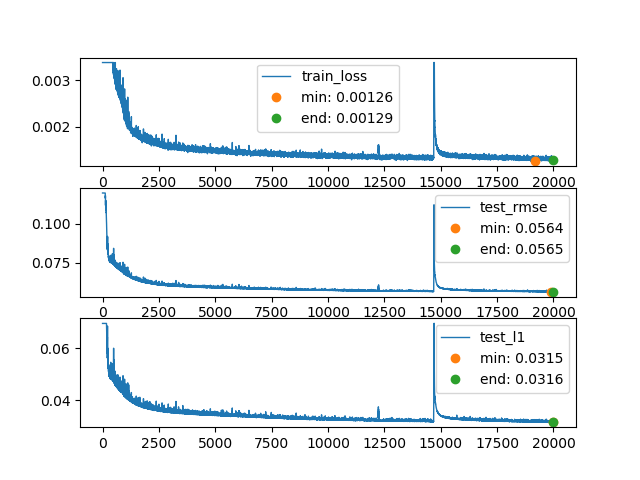 0.003
0.002
train_loss
min: 0.00126
end: 0.00129
0 2500 5000 7500 10000 12500 15000 17500 20000
0.100
0.075
test_rmse
min: 0.0564
end: 0.0565
0 2500 5000 7500 10000 12500 15000 17500 20000
0.06
0.04
test_l1
min: 0.0315
end: 0.0316
0 2500 5000 7500 10000 12500 15000 17500 20000